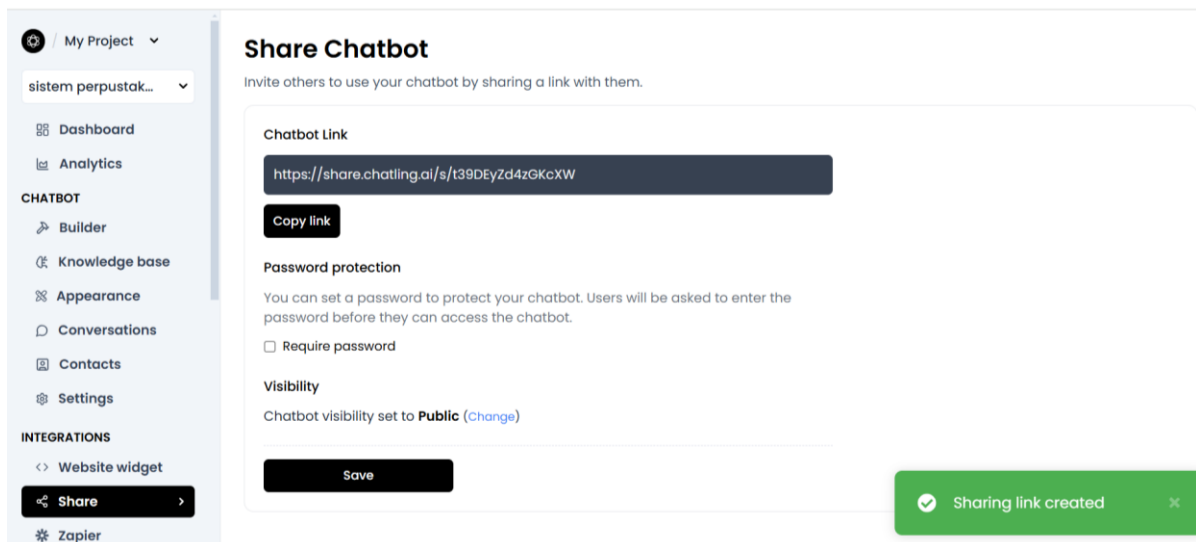 / My Project
sistem perpustak...
Dashboard
Analytics
CHATBOT
Builder
Knowledge base
Appearance
Conversations
Contacts
Settings
INTEGRATIONS
Website widget
Share
Zapier
Share Chatbot
Invite others to use your chatbot by sharing a link with them.
Chatbot Link
https://share.chatling.ai/s/t39DEyZd4zGKcXW
Copy link
Password protection
You can set a password to protect your chatbot. Users will be asked to enter the
password before they can access the chatbot.
Require password
Visibility
Chatbot visibility set to Public (Change)
Save
Sharing link created